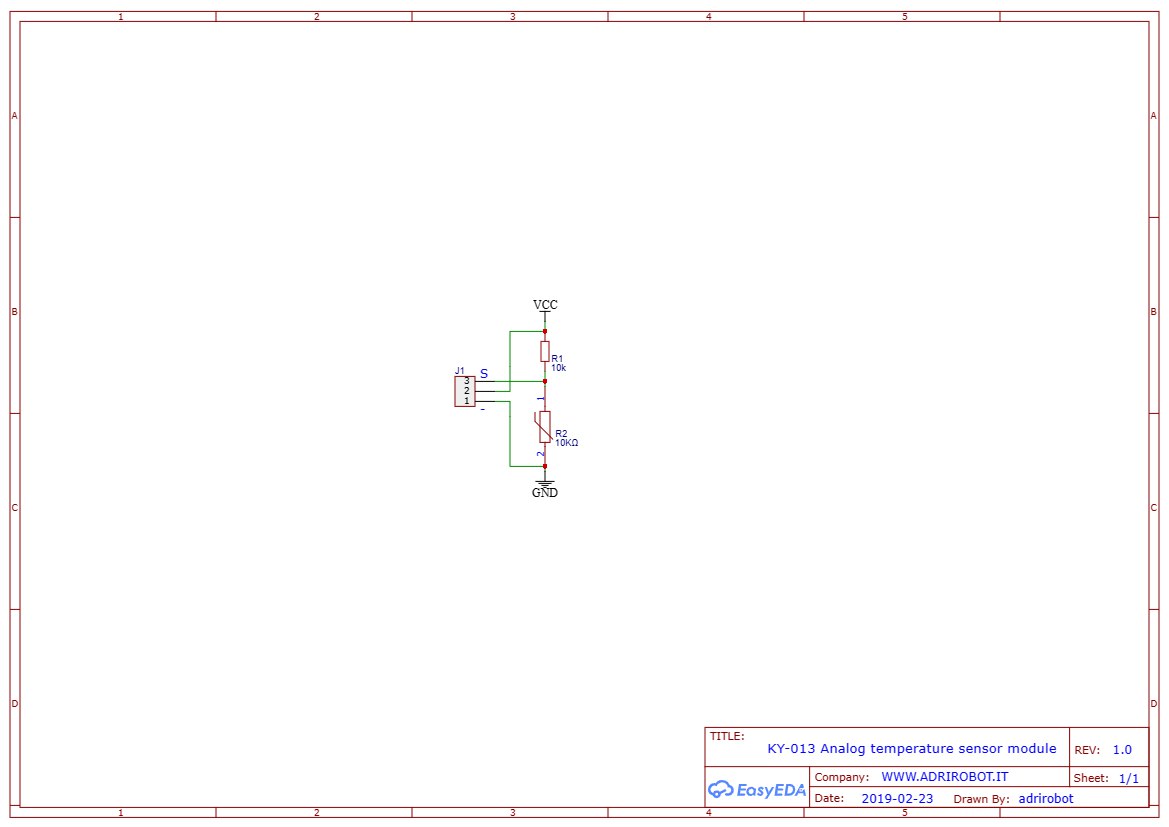 1 2 3 4 5
A A
B B
VCC
R1
10k
J1
S
3
2
1
-
1
R2
10KΩ
2
GND
C C
D D
TITLE:
KY-013 Analog temperature sensor module
REV: 1.0
EasyEDA
Company: WWW.ADRIROBOT.IT
Sheet: 1/1
Date: 2019-02-23 Drawn By: adrirobot
1 2 3 4 5